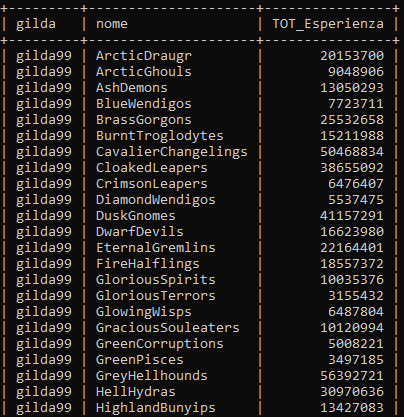 +---------+---------------------+-----------------+
| gilda | nome | TOT_Esperienza |
+---------+---------------------+-----------------+
| gilda99 | ArcticDraugr | 20153700 |
| gilda99 | ArcticGhouls | 9048906 |
| gilda99 | AshDemons | 13050293 |
| gilda99 | BlueWendigos | 7723711 |
| gilda99 | BrassGorgons | 25532658 |
| gilda99 | BurntTroglodytes | 15211988 |
| gilda99 | CavalierChangelings | 50468834 |
| gilda99 | CloakedLeapers | 38655092 |
| gilda99 | CrimsonLeapers | 6476407 |
| gilda99 | DiamondWendigos | 5537475 |
| gilda99 | DuskGnomes | 41157291 |
| gilda99 | DwarfDevils | 16623980 |
| gilda99 | EternalGremlins | 22164401 |
| gilda99 | FireHalflings | 18557372 |
| gilda99 | GloriousSpirits | 10035376 |
| gilda99 | GloriousTerrors | 3155432 |
| gilda99 | GlowingWisps | 6487804 |
| gilda99 | GraciousSouleaters | 10120994 |
| gilda99 | GreenCorruptions | 5008221 |
| gilda99 | GreenPisces | 3497185 |
| gilda99 | GreyHellhounds | 56392721 |
| gilda99 | HellHydras | 30970636 |
| gilda99 | HighlandBunyips | 13427083 |